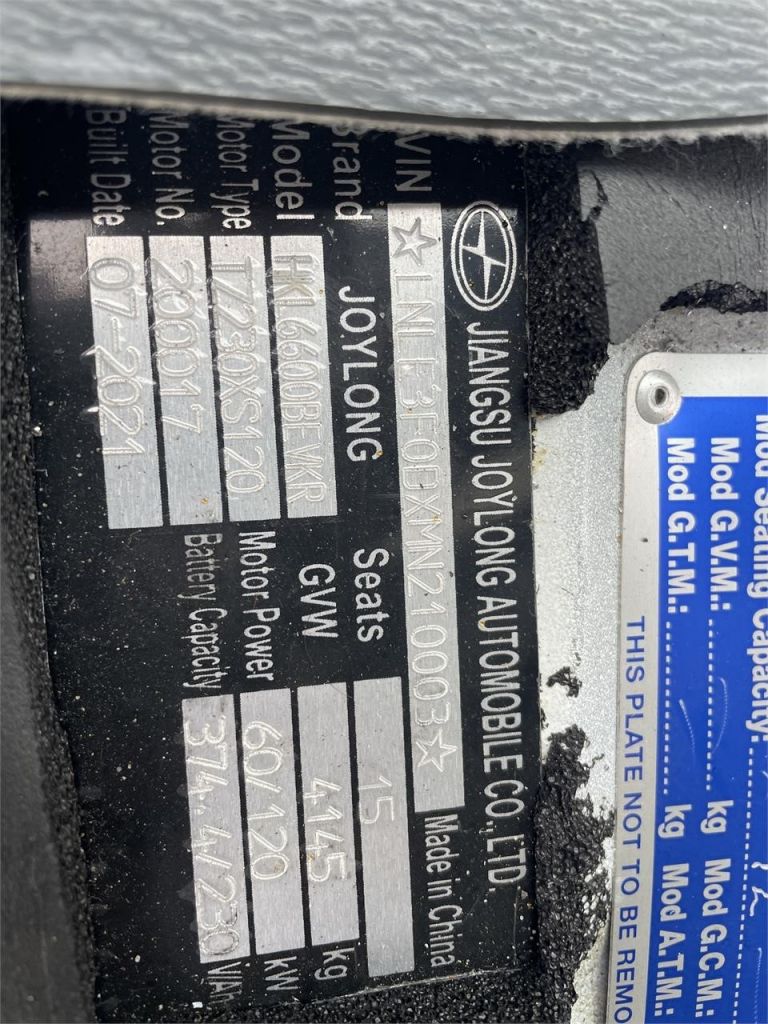 Mod Seating Capacity:
Mod G.V.M.: .......... kg Mod G.C.M.:
Mod G.T.M.: .......... kg Mod A.T.M.:
THIS PLATE NOT TO BE REMO
JIANGSU JOYLONG AUTOMOBILE CO.,LTD.
VIN ☆LNLE3F0DXMN210003☆ Made in China
Brand JOYLONG Seats 15
Model HKL6600BEVKR GVW 4145 kg
Motor Type TZ230XS120 Motor Power 60/120 kW
Motor No. 200017 Battery Capacity 374.4/230 V/Ah
Built Date 07-2021